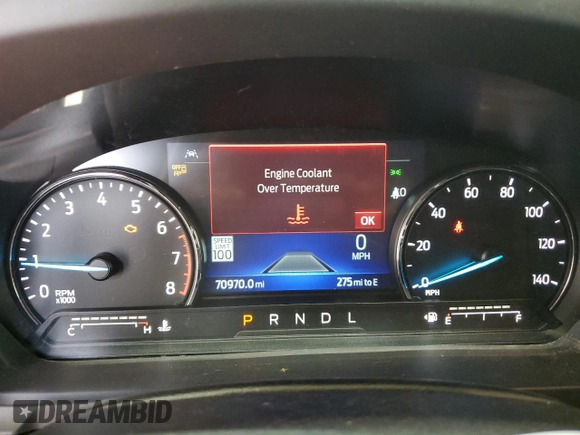 Engine Coolant
Over Temperature
OK
OFF
SPEED
LIMIT
100
0
MPH
70970.0 mi
275 mi to E
0
1
2
3
4
5
6
7
8
RPM
x1000
0
20
40
60
80
100
120
140
MPH
C
H
P R N D L
E
F
DREAMBID